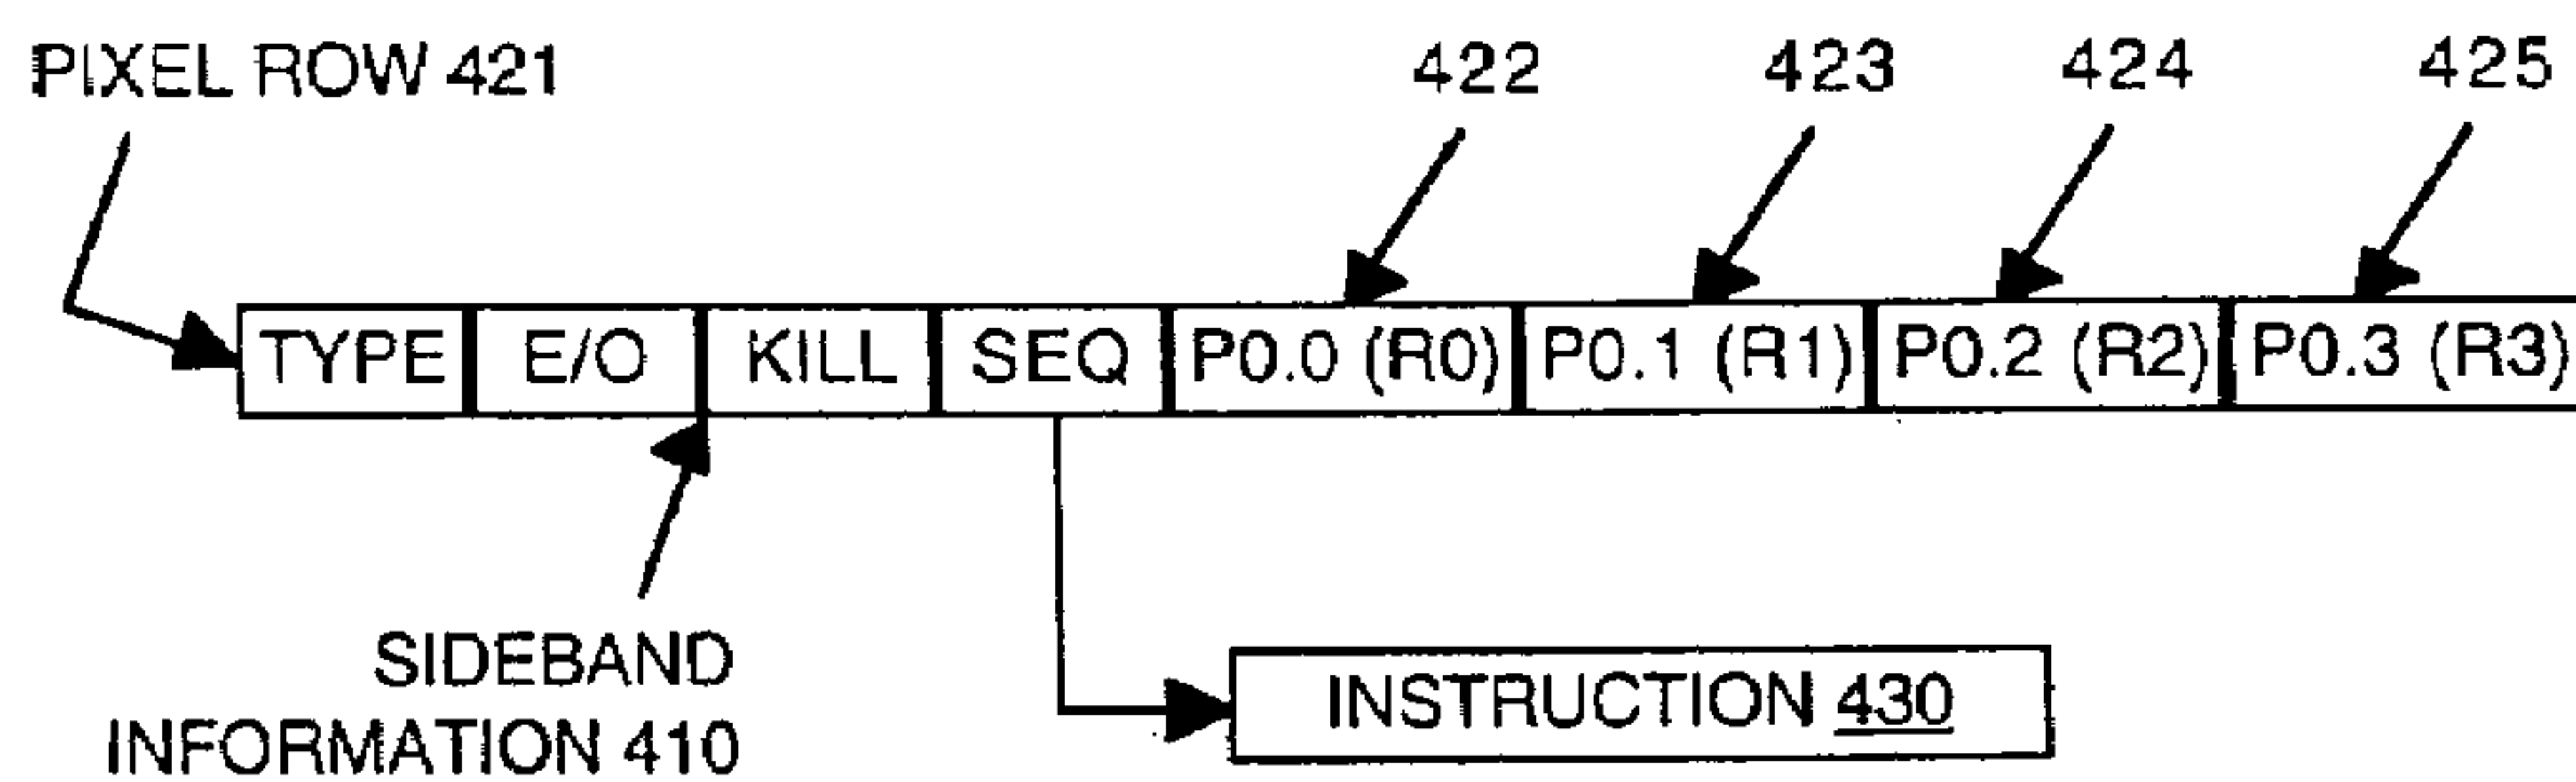 PIXEL ROW 421
422
423
424
425
TYPE
E/O
KILL
SEQ
P0.0 (R0)
P0.1 (R1)
P0.2 (R2)
P0.3 (R3)
SIDEBAND
INFORMATION 410
INSTRUCTION 430